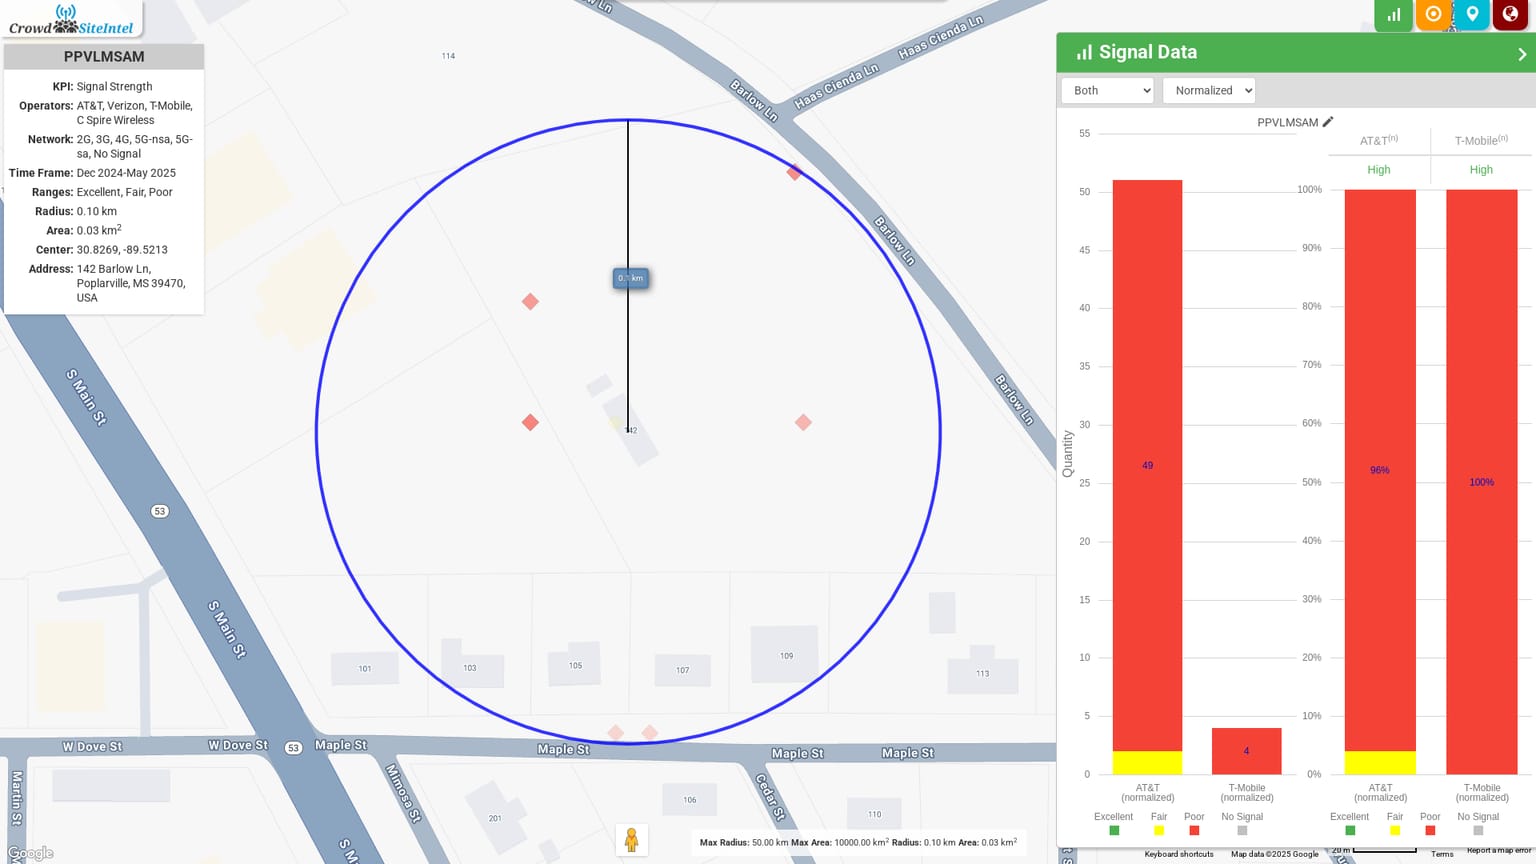 Crowd SiteIntel
PPVLMSAM
KPI: Signal Strength
Operators: AT&T, Verizon, T-Mobile,
C Spire Wireless
Network: 2G, 3G, 4G, 5G-nsa, 5G-
sa, No Signal
Time Frame: Dec 2024-May 2025
Ranges: Excellent, Fair, Poor
Radius: 0.10 km
Area: 0.03 km2
Center: 30.8269, -89.5213
Address: 142 Barlow Ln,
Poplarville, MS 39470,
USA
114
Barlow Ln
Haas Cienda Ln
Haas Cienda Ln
Barlow Ln
Barlow Ln
km
142
S Main St
53
S Main St
101
103
105
107
109
113
W Dove St
W Dove St
53
Maple St
Maple St
Maple St
Maple St
Martin St
Mimosa St
Cedar St
201
106
110
Google
Max Radius: 50.00 km Max Area: 10000.00 km2 Radius: 0.10 km Area: 0.03 km2
Signal Data
Both
Normalized
PPVLMSAM
55
50
45
40
35
30
25
20
15
10
5
0
Quantity
49
4
AT&T
(normalized)
T-Mobile
(normalized)
Excellent
Fair
Poor
No Signal
AT&T(n)
T-Mobile(n)
High
High
100%
90%
80%
70%
60%
50%
40%
30%
20%
10%
0%
96%
100%
AT&T
(normalized)
T-Mobile
(normalized)
Excellent
Fair
Poor
No Signal
Keyboard shortcuts
Map data ©2025 Google
20 m
Terms
Report a map error